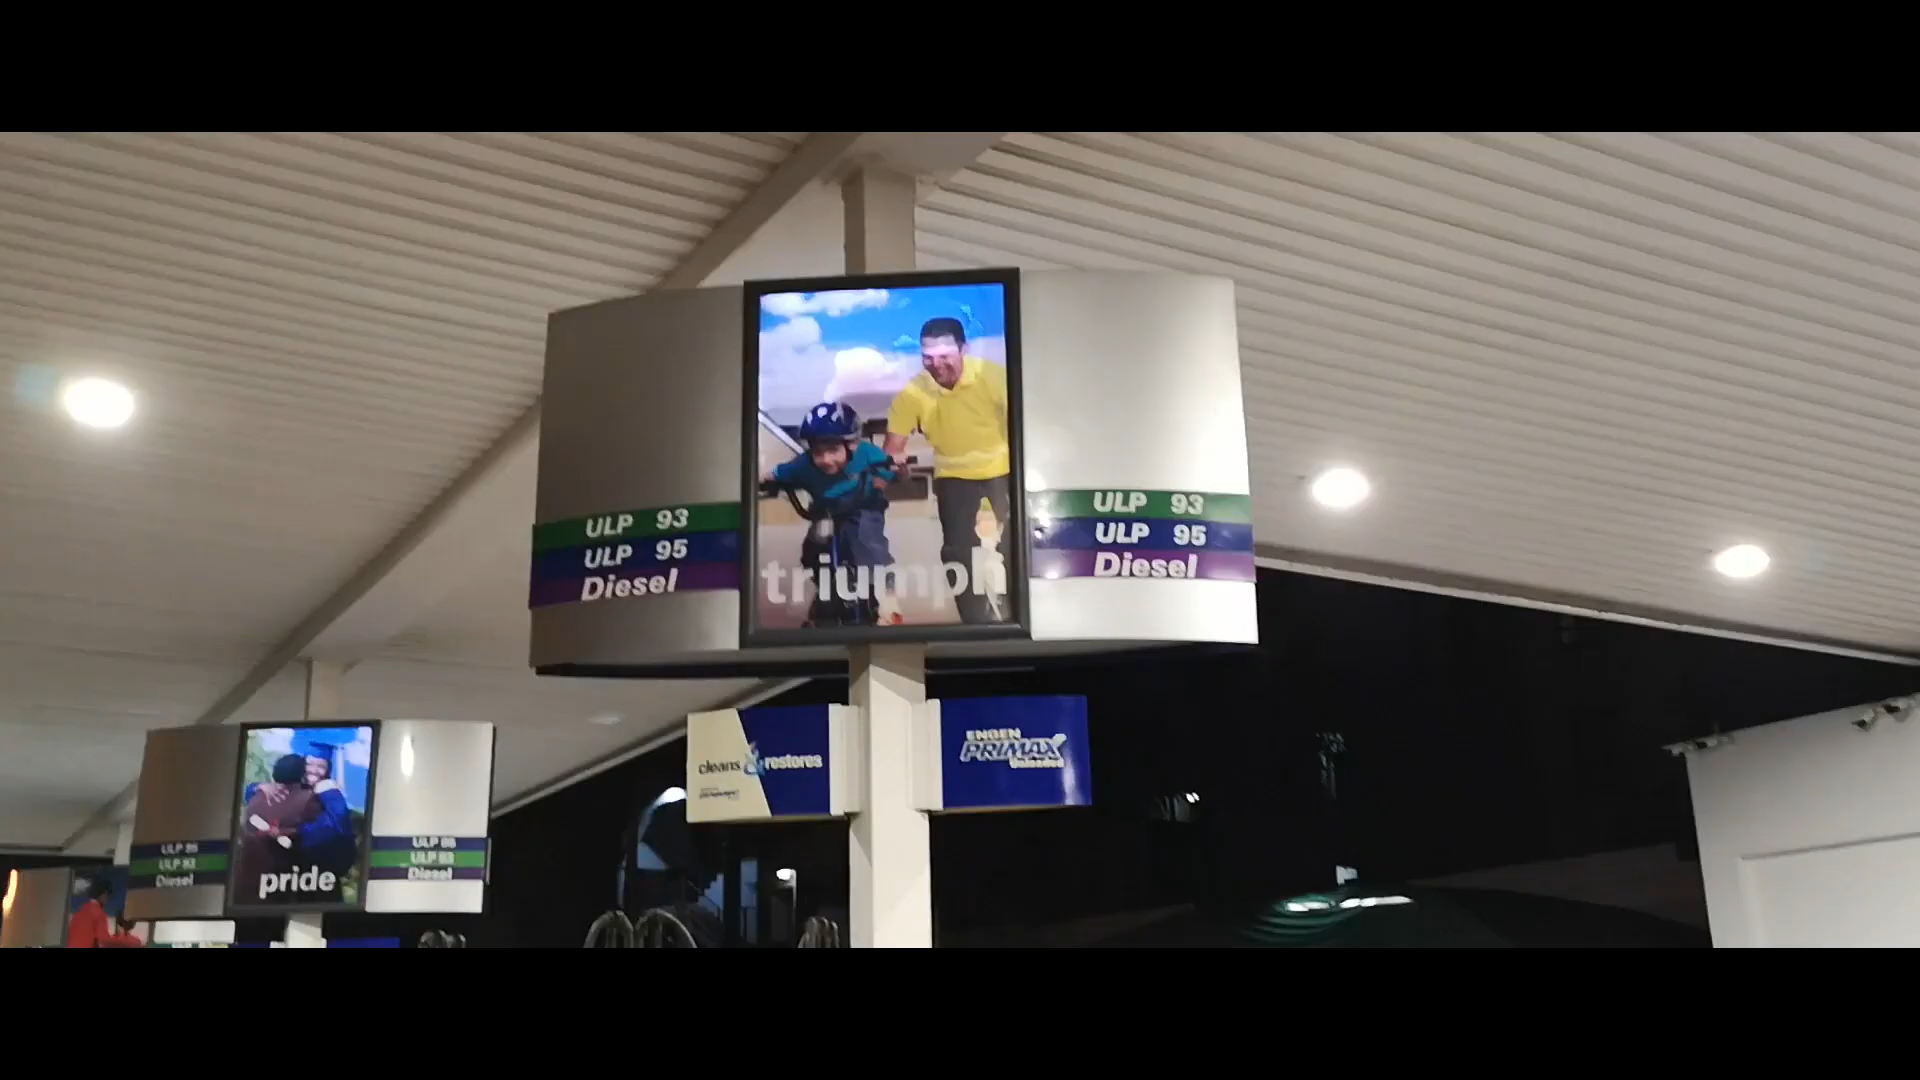 ULP 93
ULP 95
Diesel
triumph
ULP 93
ULP 95
Diesel
cleans & restores
ENGEN
PRIMAX
Unleaded
ULP 95
ULP 93
Diesel
pride
ULP 95
ULP 93
Diesel